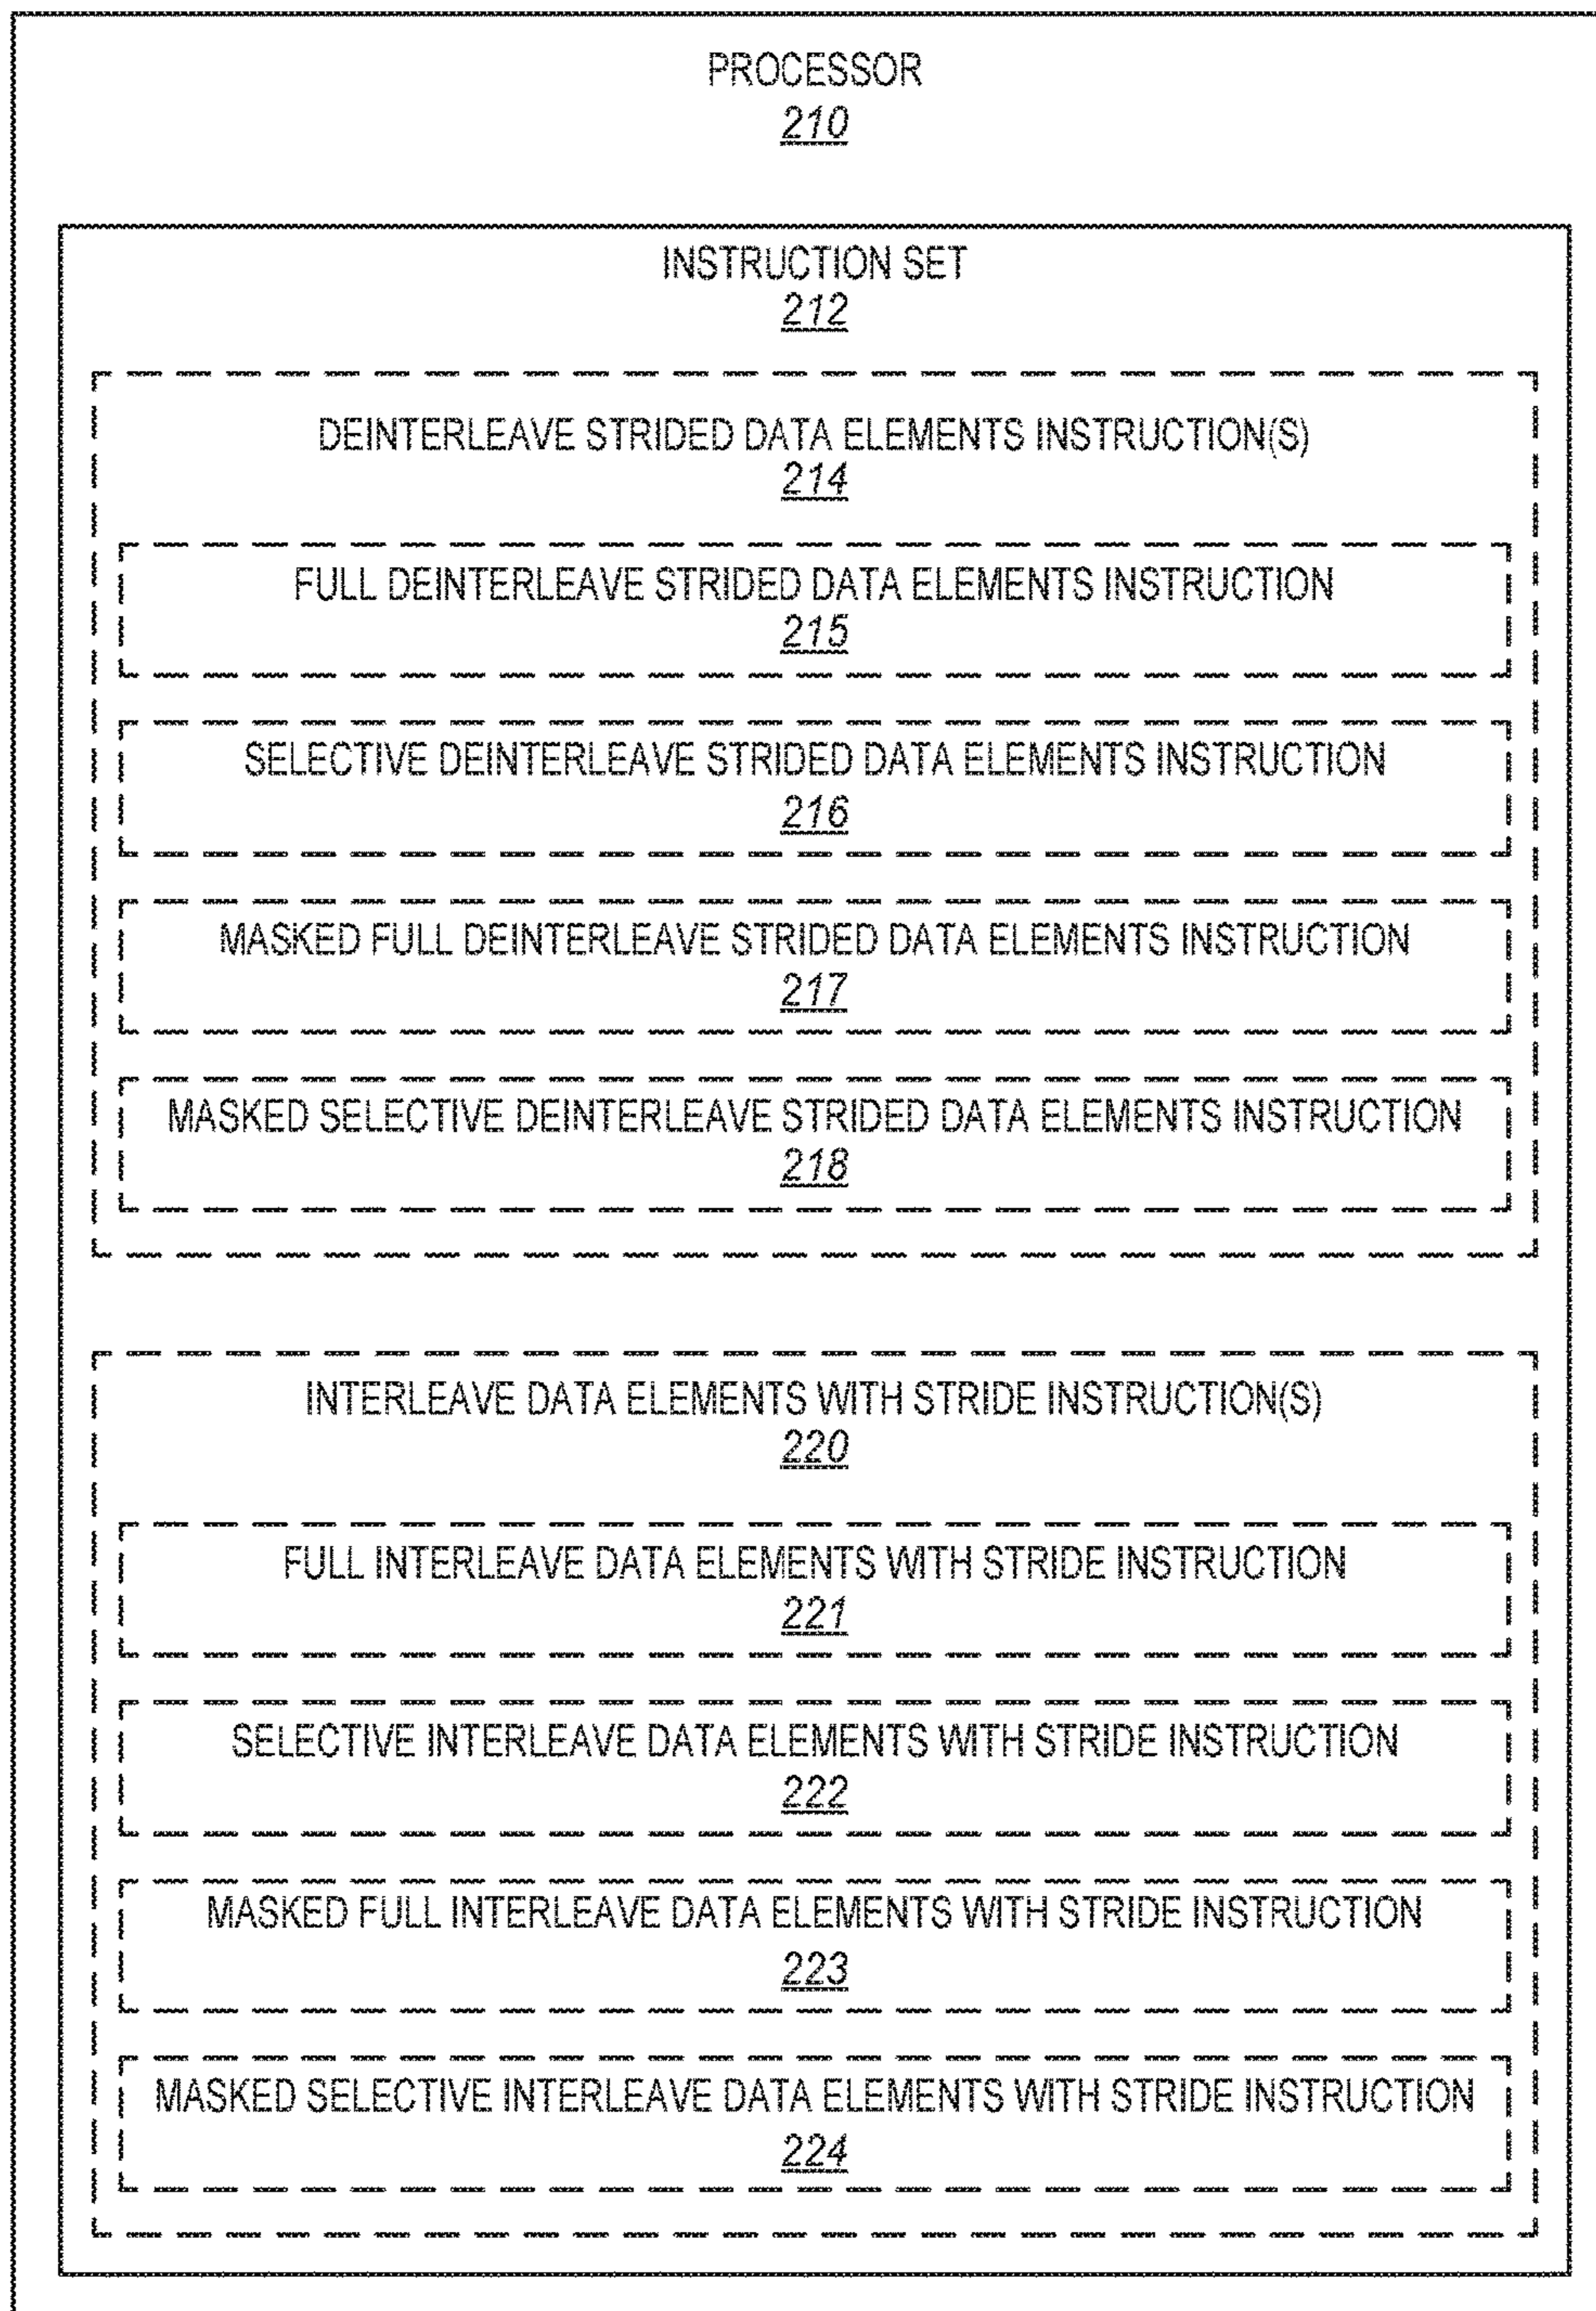 PROCESSOR
210
INSTRUCTION SET
212
DEINTERLEAVE STRIDED DATA ELEMENTS INSTRUCTION(S)
214
FULL DEINTERLEAVE STRIDED DATA ELEMENTS INSTRUCTION
215
SELECTIVE DEINTERLEAVE STRIDED DATA ELEMENTS INSTRUCTION
216
MASKED FULL DEINTERLEAVE STRIDED DATA ELEMENTS INSTRUCTION
217
MASKED SELECTIVE DEINTERLEAVE STRIDED DATA ELEMENTS INSTRUCTION
218
INTERLEAVE DATA ELEMENTS WITH STRIDE INSTRUCTION(S)
220
FULL INTERLEAVE DATA ELEMENTS WITH STRIDE INSTRUCTION
221
SELECTIVE INTERLEAVE DATA ELEMENTS WITH STRIDE INSTRUCTION
222
MASKED FULL INTERLEAVE DATA ELEMENTS WITH STRIDE INSTRUCTION
223
MASKED SELECTIVE INTERLEAVE DATA ELEMENTS WITH STRIDE INSTRUCTION
224